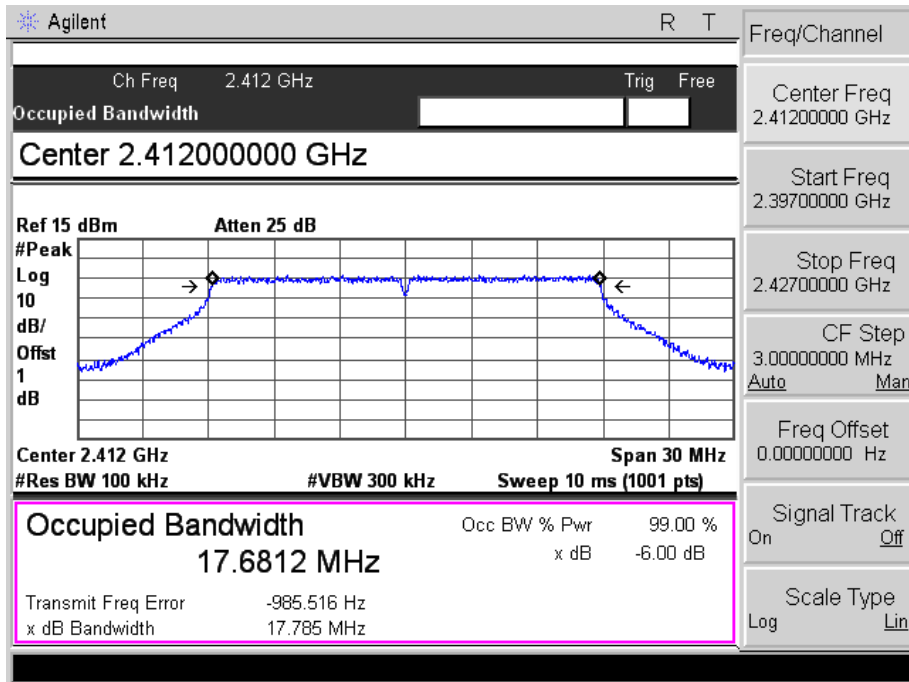 Agilent R T
Ch Freq 2.412 GHz Trig Free
Occupied Bandwidth
Center 2.412000000 GHz
Ref 15 dBm Atten 25 dB
#Peak
Log
10
dB/
Offst
1
dB
Center 2.412 GHz Span 30 MHz
#Res BW 100 kHz #VBW 300 kHz Sweep 10 ms (1001 pts)
Occupied Bandwidth Occ BW % Pwr 99.00 %
17.6812 MHz x dB -6.00 dB
Transmit Freq Error -985.516 Hz
x dB Bandwidth 17.785 MHz
Freq/Channel
Center Freq
2.41200000 GHz
Start Freq
2.39700000 GHz
Stop Freq
2.42700000 GHz
CF Step
3.00000000 MHz
Auto Man
Freq Offset
0.00000000 Hz
Signal Track
On Off
Scale Type
Log Lin